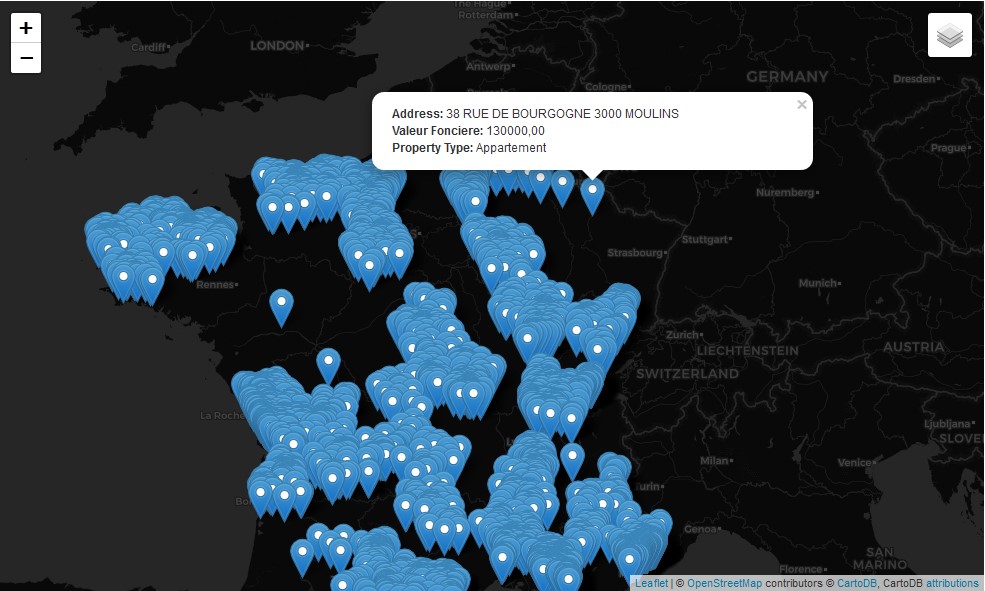 +
−
The Hague
Rotterdam
Cardiff
LONDON
Antwerp
Cologne
GERMANY
Dresden
×
Address: 38 RUE DE BOURGOGNE 3000 MOULINS
Valeur Fonciere: 130000,00
Property Type: Appartement
Prague
Nuremberg
Strasbourg
Stuttgart
Rennes
Munich
Zurich
LIECHTENSTEIN
AUSTRIA
SWITZERLAND
La Roche
Ljubljana
SLOVE
Milan
Venice
urin
Bo
Genoa
SAN
MARINO
Florence
Leaflet | © OpenStreetMap contributors © CartoDB, CartoDB attributions